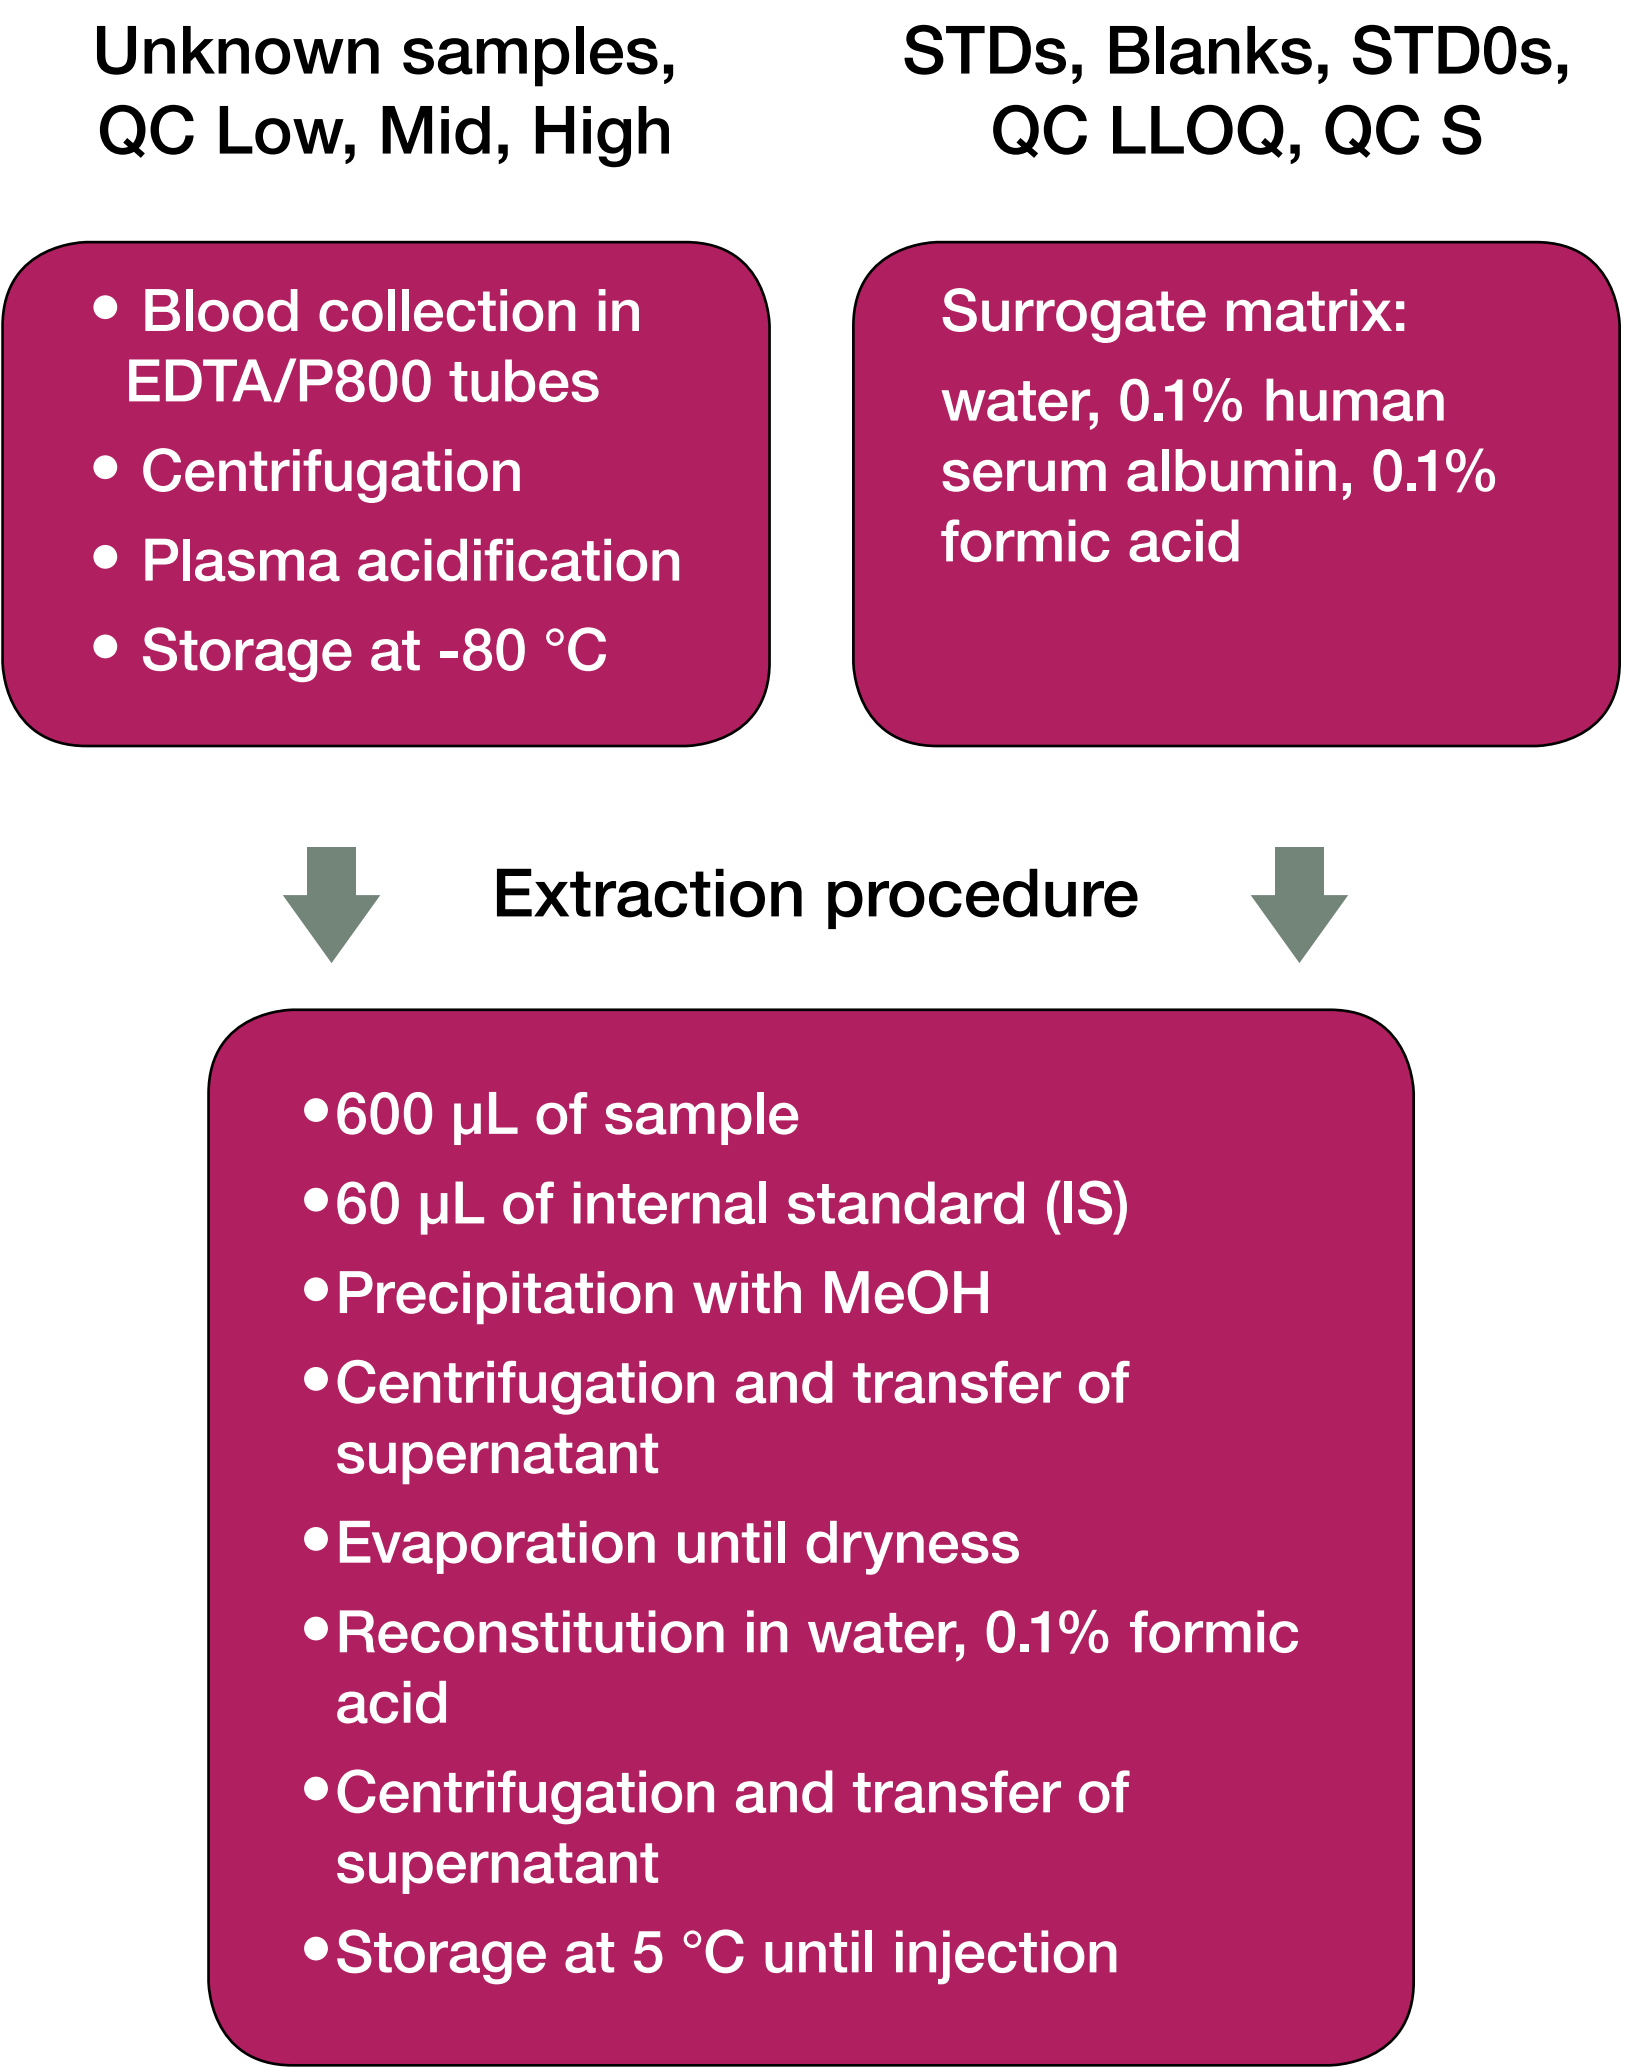 Unknown samples,
QC Low, Mid, High
STDs, Blanks, STD0s,
QC LLOQ, QC S
• Blood collection in
EDTA/P800 tubes
• Centrifugation
• Plasma acidification
• Storage at -80 °C
Surrogate matrix:
water, 0.1% human
serum albumin, 0.1%
formic acid
Extraction procedure
•600 µL of sample
•60 µL of internal standard (IS)
•Precipitation with MeOH
•Centrifugation and transfer of
supernatant
•Evaporation until dryness
•Reconstitution in water, 0.1% formic
acid
•Centrifugation and transfer of
supernatant
•Storage at 5 °C until injection